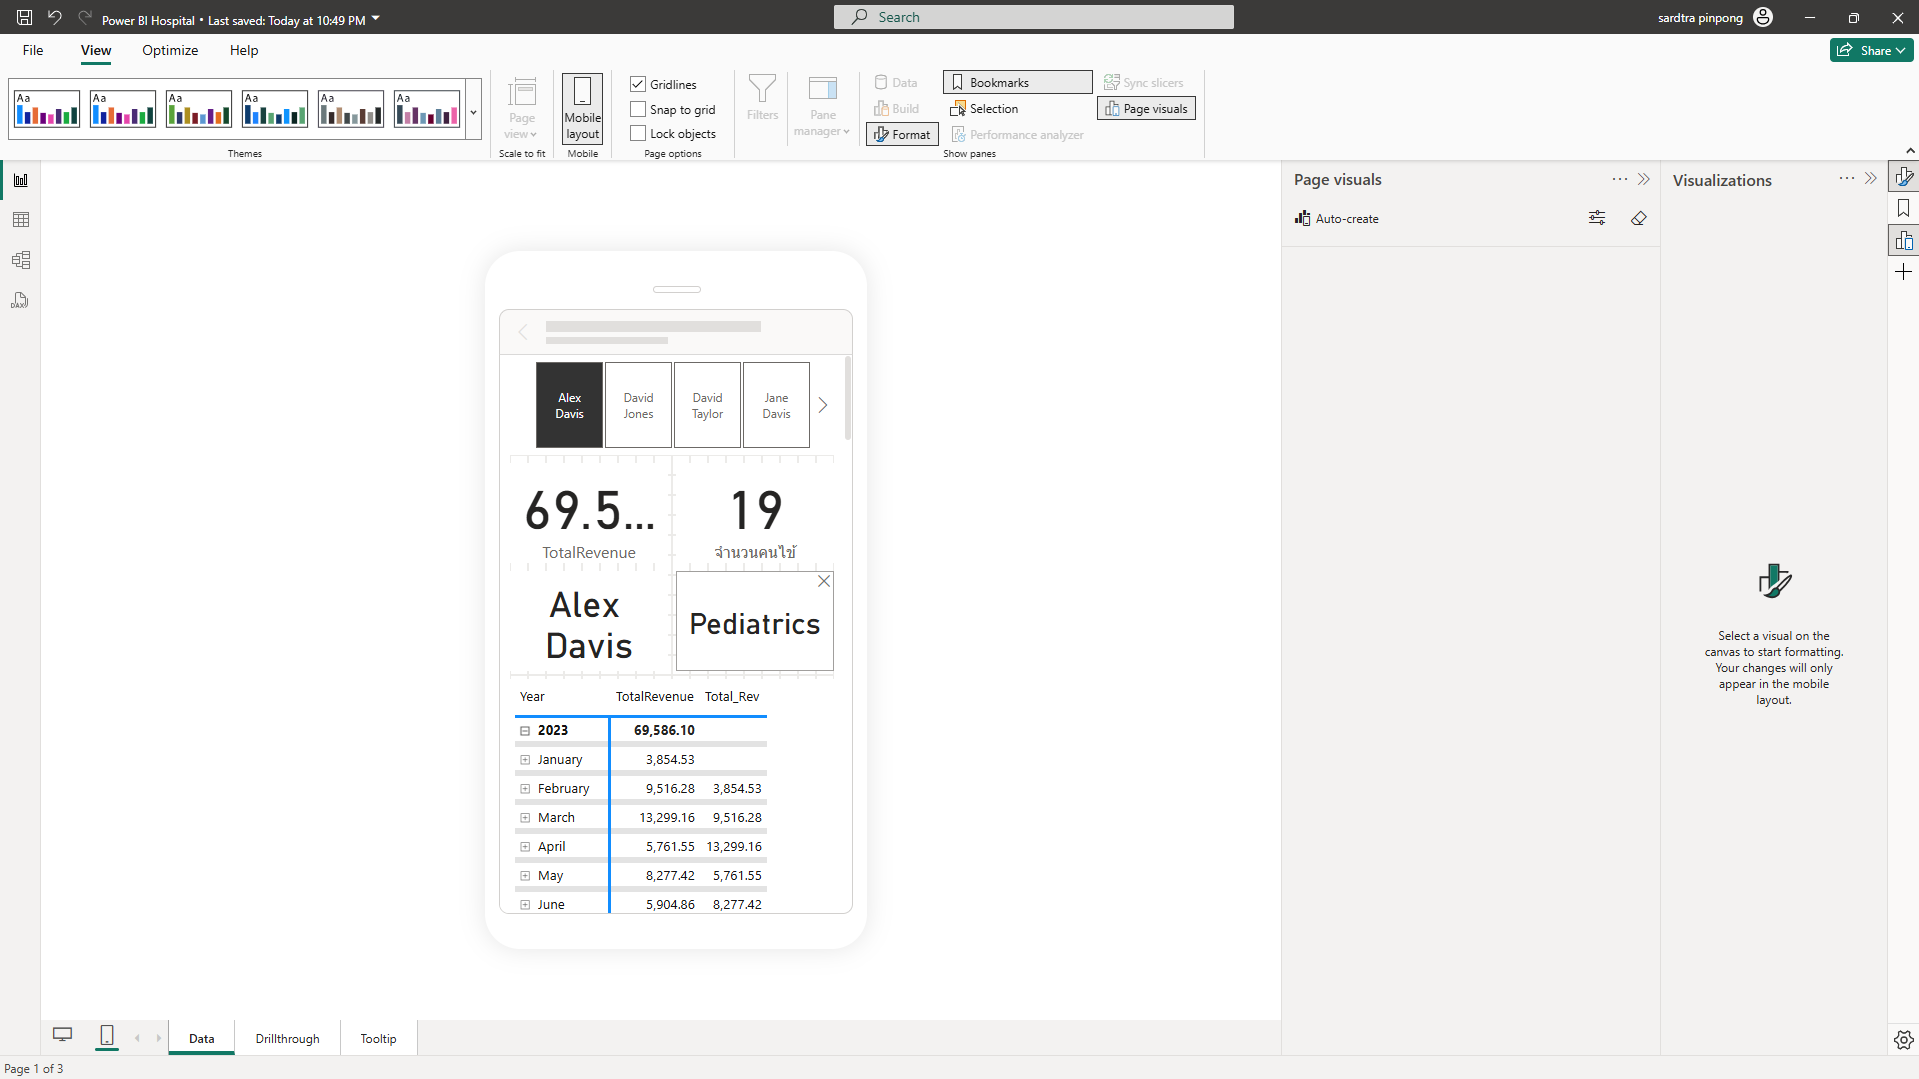 Power BI Hospital • Last saved: Today at 10:49 PM
Search
sardtra pinpong
File
View
Optimize
Help
Share
Aa
Aa
Aa
Aa
Aa
Aa
Themes
Page
view
Scale to fit
Mobile
layout
Mobile
Gridlines
Snap to grid
Lock objects
Page options
Filters
Pane
manager
Data
Build
Format
Bookmarks
Selection
Performance analyzer
Sync slicers
Page visuals
Show panes
DAX
Alex
Davis
David
Jones
David
Taylor
Jane
Davis
69.5...
TotalRevenue
19
จำนวนคนไข้
Alex
Davis
Pediatrics
Year TotalRevenue Total_Rev
2023 69,586.10
January 3,854.53
February 9,516.28 3,854.53
March 13,299.16 9,516.28
April 5,761.55 13,299.16
May 8,277.42 5,761.55
June 5,904.86 8,277.42
Page visuals
Auto-create
Visualizations
Select a visual on the
canvas to start formatting.
Your changes will only
appear in the mobile
layout.
Data
Drillthrough
Tooltip
Page 1 of 3